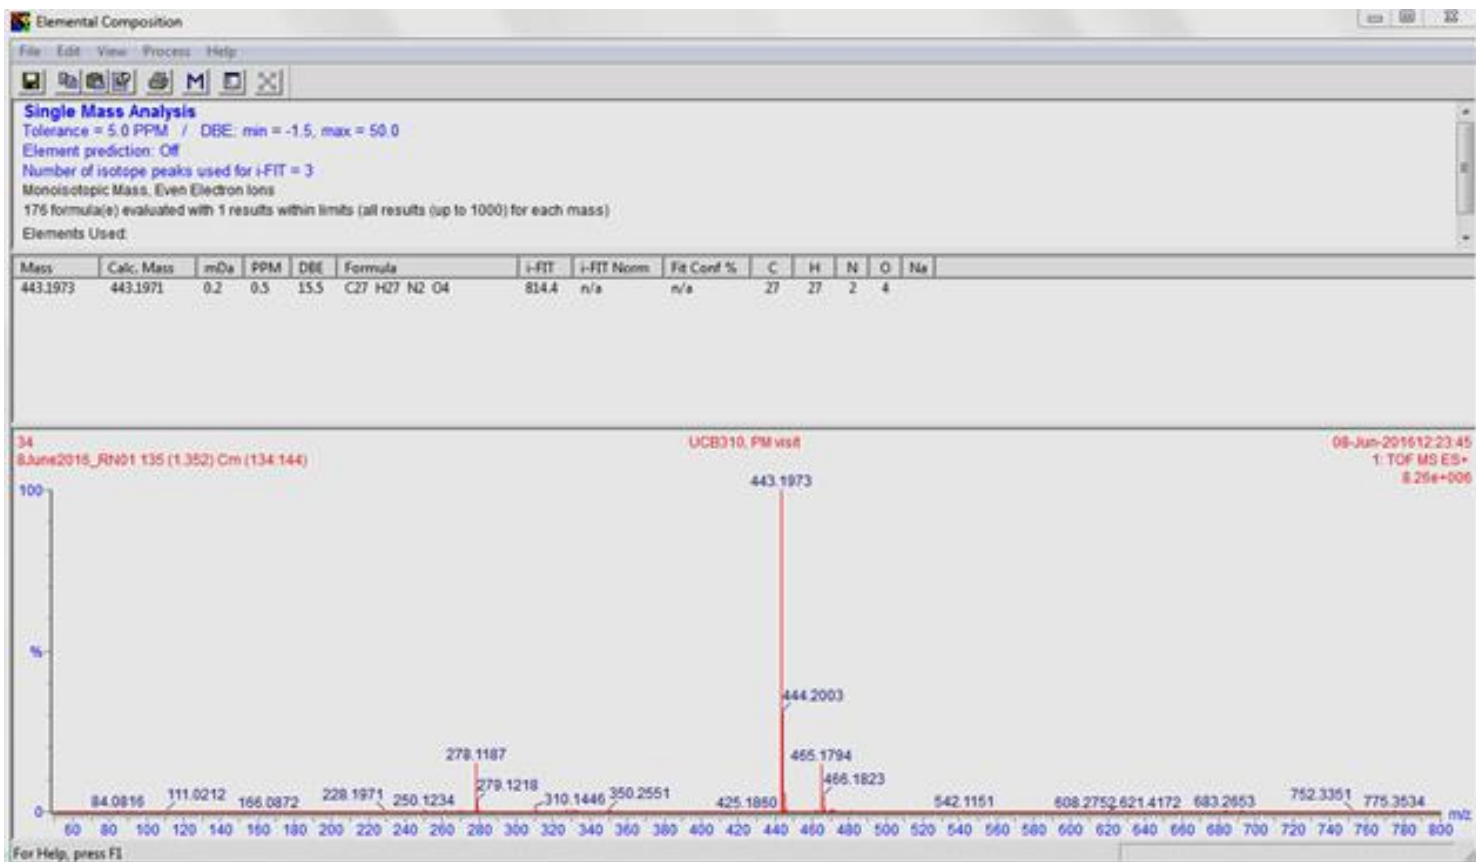 Elemental Composition
File Edit View Process Help
M
Single Mass Analysis
Tolerance = 5.0 PPM / DBE: min = -1.5, max = 50.0
Element prediction: Off
Number of isotope peaks used for i-FIT = 3
Monoisotopic Mass, Even Electron Ions
176 formula(e) evaluated with 1 results within limits (all results (up to 1000) for each mass)
Elements Used:
Mass Calc. Mass mDa PPM DBE Formula i-FIT i-FIT Norm Fit Conf % C H N O Na
443.1973 443.1971 0.2 0.5 15.5 C27 H27 N2 O4 814.4 n/a n/a 27 27 2 4
34 UCB310, PM visit 08-Jun-201612:23:45
8June2016_RN01 135 (1.352) Cm (134:144) 1: TOF MS ES+
8.26e+006
100
443.1973
%
444.2003
278.1187 465.1794
279.1218 466.1823
84.0816 111.0212 166.0872 228.1971 250.1234 310.1446 350.2551 425.1860 542.1151 608.2752 621.4172 683.2653 752.3351 775.3534
0
m/z
60 80 100 120 140 160 180 200 220 240 260 280 300 320 340 360 380 400 420 440 460 480 500 520 540 560 580 600 620 640 660 680 700 720 740 760 780 800
For Help, press F1